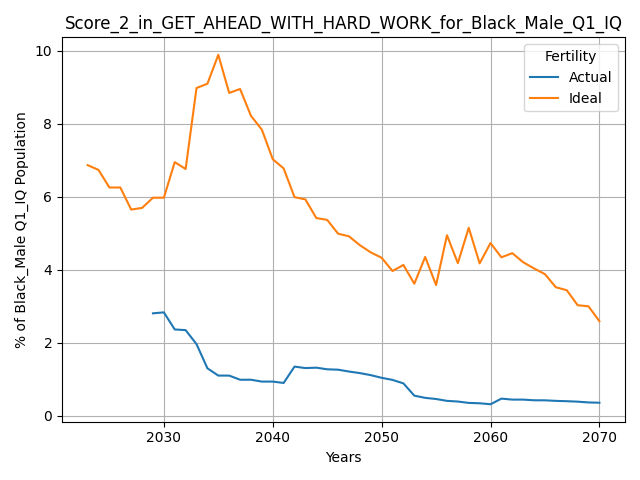 Score_2_in_GET_AHEAD_WITH_HARD_WORK_for_Black_Male_Q1_IQ
% of Black_Male Q1_IQ Population
10
8
6
4
2
0
Fertility
Actual
Ideal
2030
2040
2050
2060
2070
Years